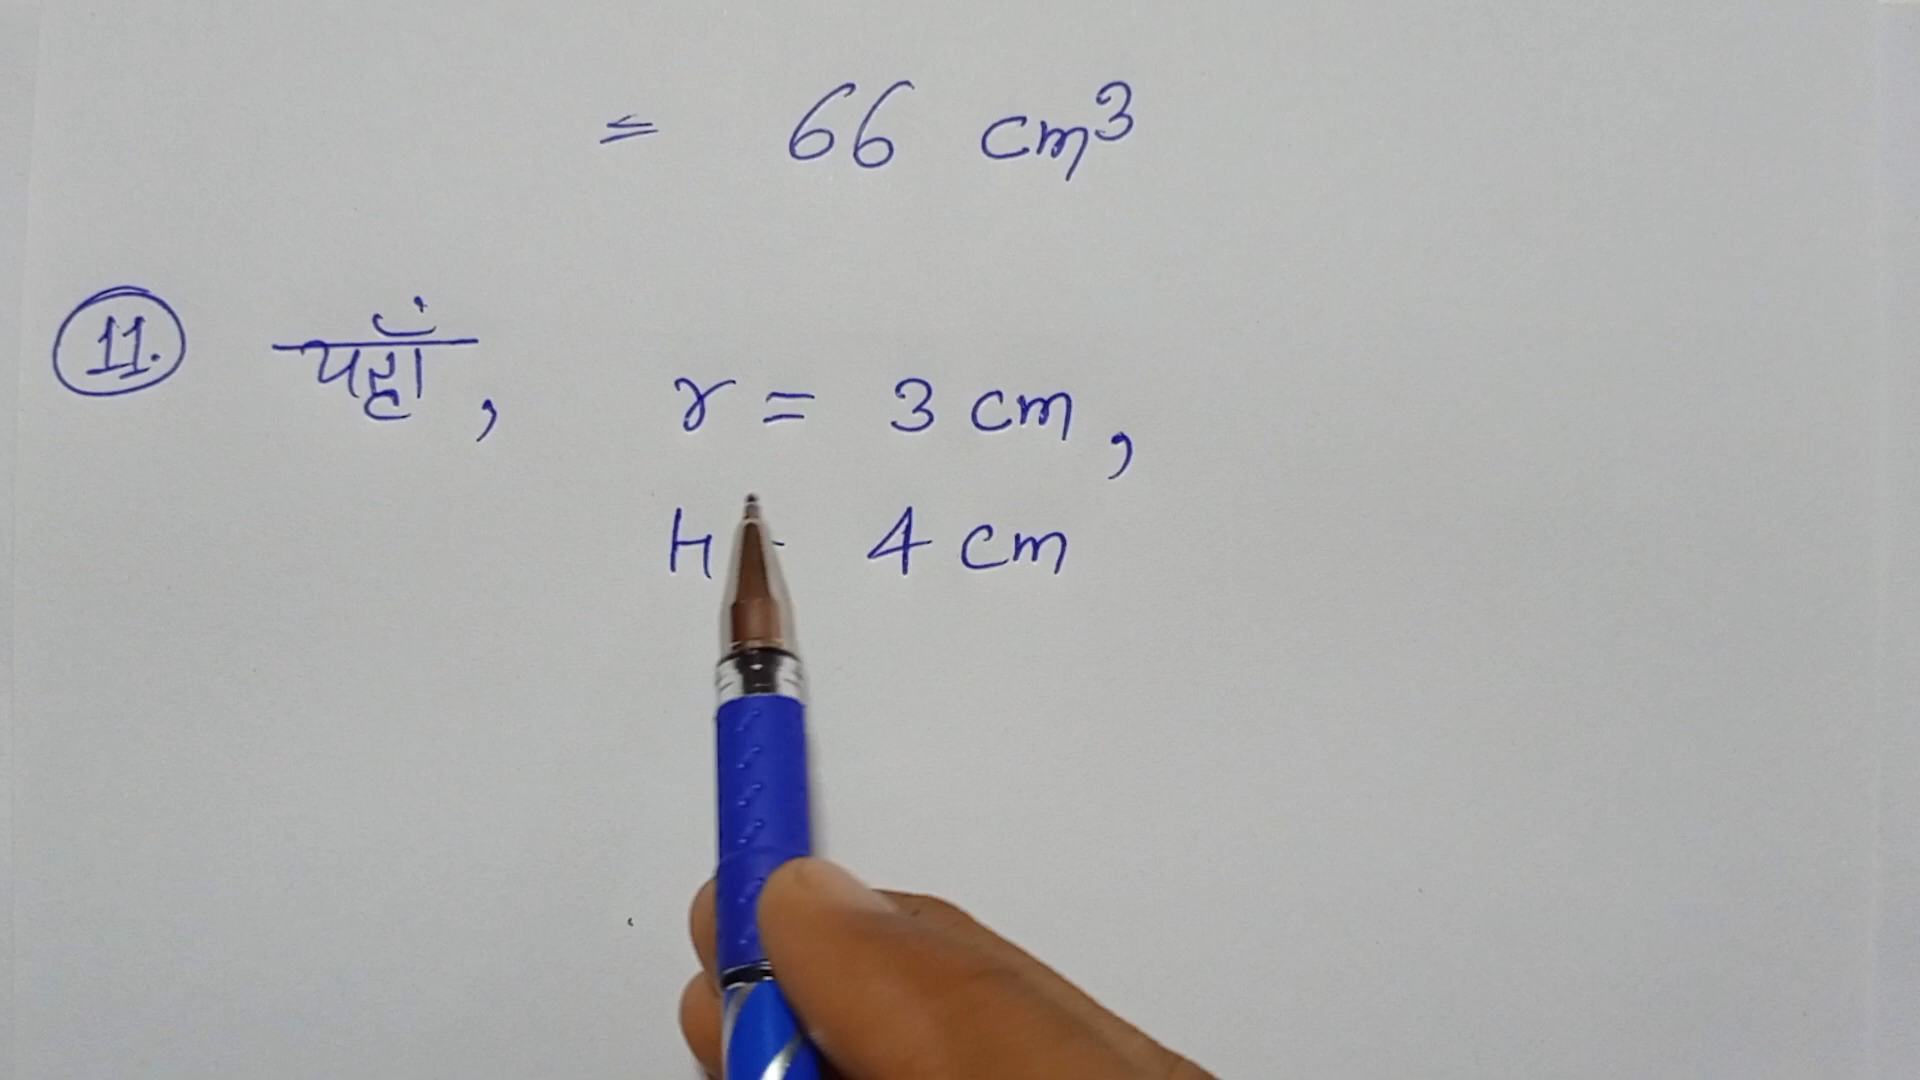 = 66 cm³
11. यहाँ, r = 3 cm,
H = 4 cm